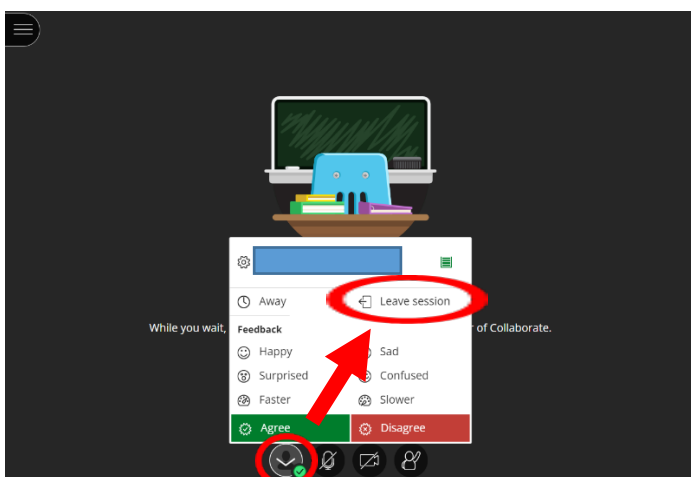 Away
Leave session
While you wait,
of Collaborate.
Feedback
Happy
Sad
Surprised
Confused
Faster
Slower
Agree
Disagree